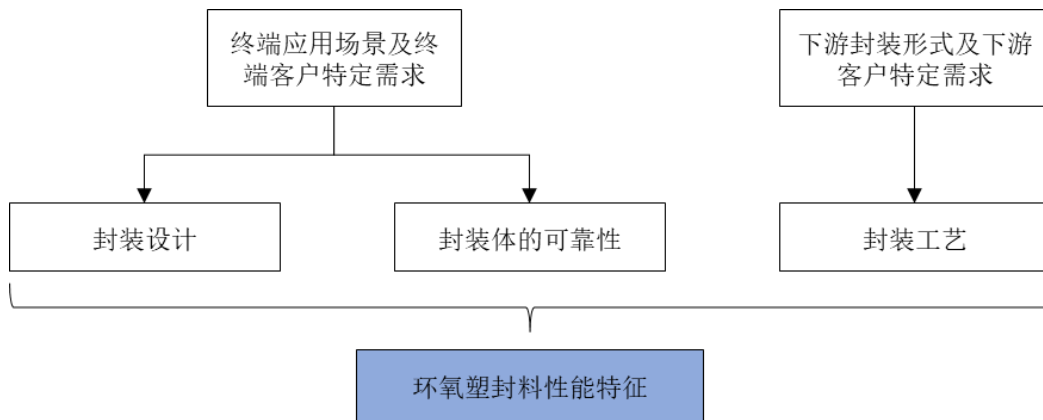 终端应用场景及终
端客户特定需求
下游封装形式及下游
客户特定需求
封装设计
封装体的可靠性
封装工艺
环氧塑封料性能特征